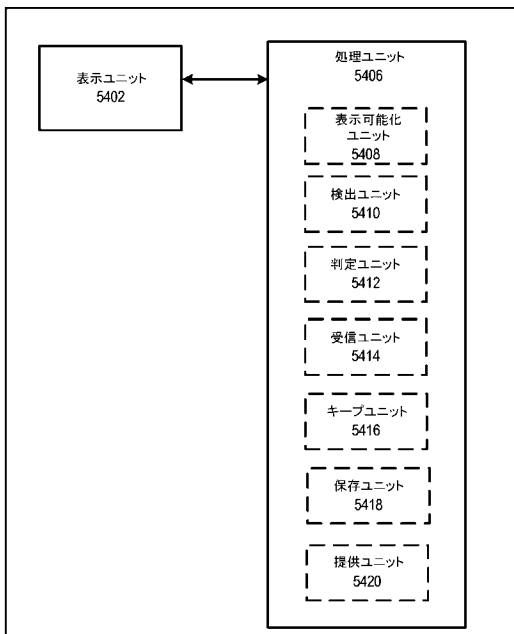 表示ユニット
5402
処理ユニット
5406
表示可能化
ユニット
5408
検出ユニット
5410
判定ユニット
5412
受信ユニット
5414
キープユニット
5416
保存ユニット
5418
提供ユニット
5420